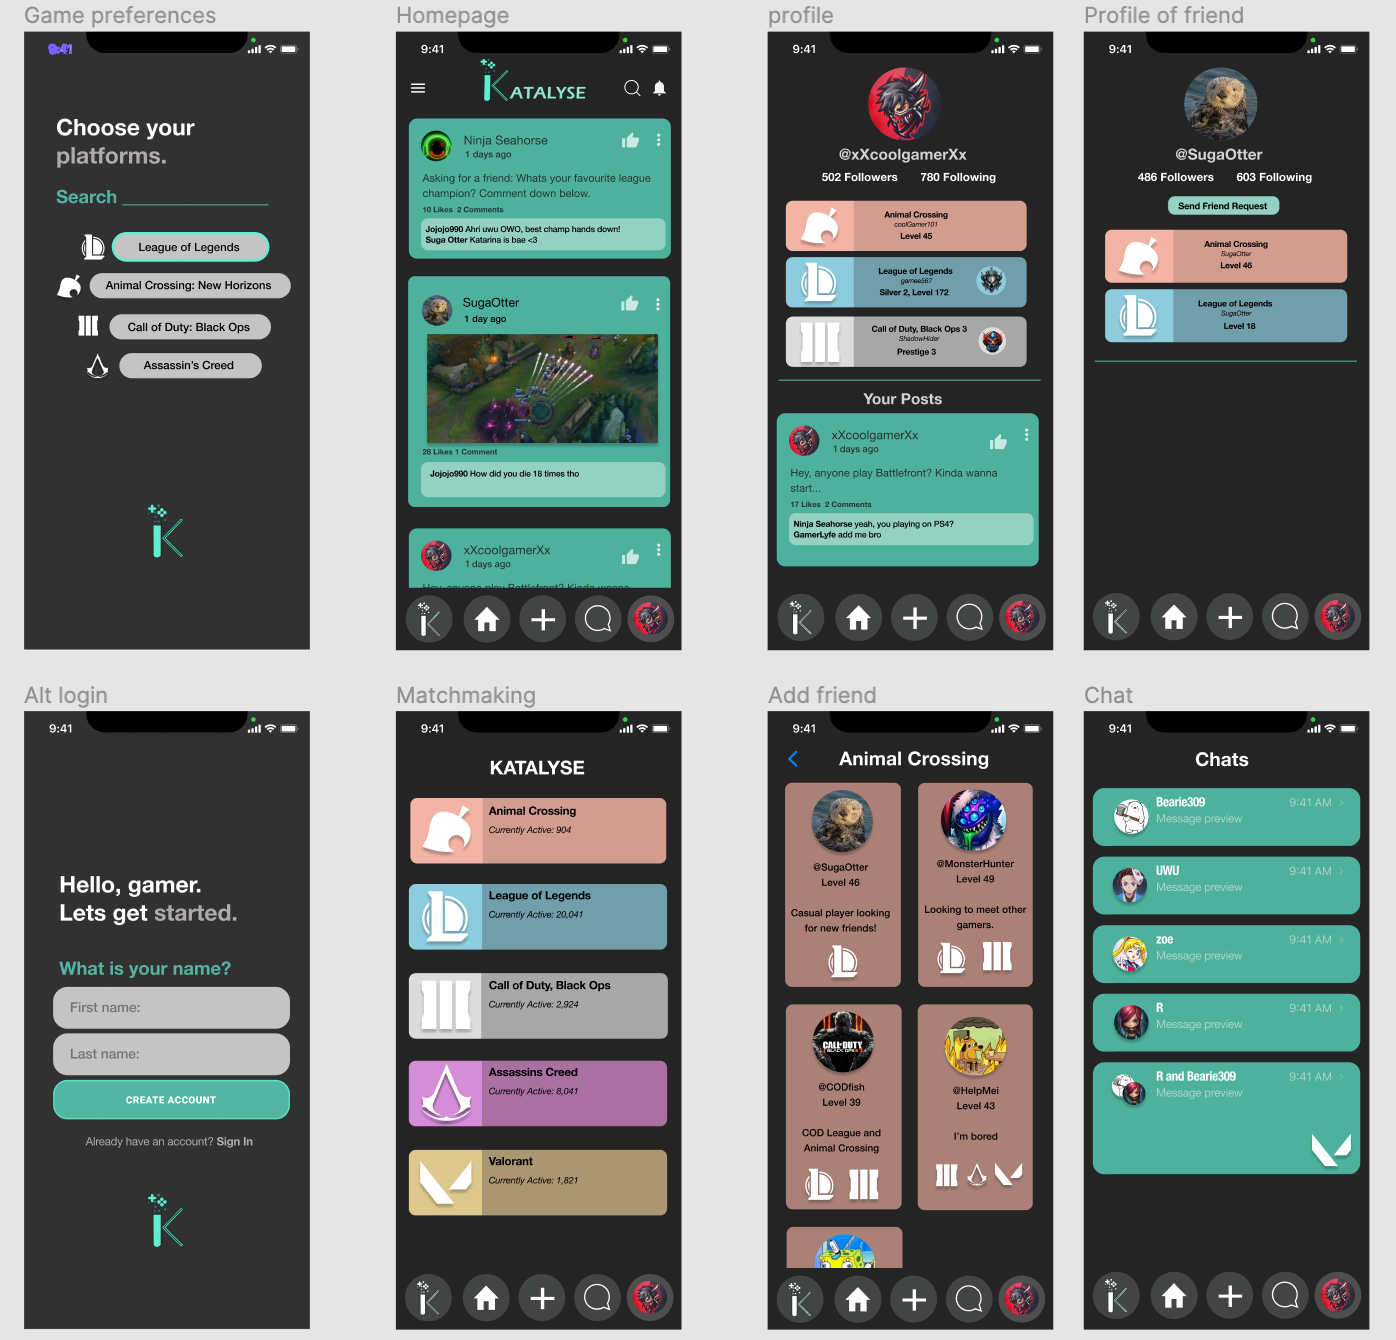 Game preferences
9:41
Choose your
platforms.
Search
League of Legends
Animal Crossing: New Horizons
Call of Duty: Black Ops
Assassin's Creed
K
Homepage
9:41
KATALYSE
Ninja Seahorse
1 days ago
Asking for a friend: Whats your favourite league
champion? Comment down below.
10 Likes 2 Comments
Jojojo990 Ahri uwu OWO, best champ hands down!
Suga Otter Katarina is bae <3
SugaOtter
1 day ago
28 Likes 1 Comment
Jojojo990 How did you die 18 times tho
xXcoolgamerXx
1 days ago
Hey, anyone play Battlefront? Kinda wanna
K
profile
9:41
@xXcoolgamerXx
502 Followers 780 Following
Animal Crossing
coolGamer101
Level 45
League of Legends
gamee567
Silver 2, Level 172
Call of Duty, Black Ops 3
ShadowHider
Prestige 3
Your Posts
xXcoolgamerXx
1 days ago
Hey, anyone play Battlefront? Kinda wanna
start...
17 Likes 2 Comments
Ninja Seahorse yeah, you playing on PS4?
GamerLyfe add me bro
K
Profile of friend
9:41
@SugaOtter
486 Followers 603 Following
Send Friend Request
Animal Crossing
SugaOtter
Level 46
League of Legends
SugaOtter
Level 18
K
Alt login
9:41
Hello, gamer.
Lets get started.
What is your name?
First name:
Last name:
CREATE ACCOUNT
Already have an account? Sign In
K
Matchmaking
9:41
KATALYSE
Animal Crossing
Currently Active: 904
League of Legends
Currently Active: 20,041
Call of Duty, Black Ops
Currently Active: 2,924
Assassins Creed
Currently Active: 8,041
Valorant
Currently Active: 1,821
K
Add friend
9:41
Animal Crossing
@SugaOtter
Level 46
Casual player looking
for new friends!
@MonsterHunter
Level 49
Looking to meet other
gamers.
CALL OF DUTY
BLACK OPS
@CODfish
Level 39
COD League and
Animal Crossing
@HelpMei
Level 43
I'm bored
K
Chat
9:41
Chats
Bearie309
9:41 AM
Message preview
UWU
9:41 AM
Message preview
zoe
9:41 AM
Message preview
R
9:41 AM
Message preview
R and Bearie309
9:41 AM
Message preview
K